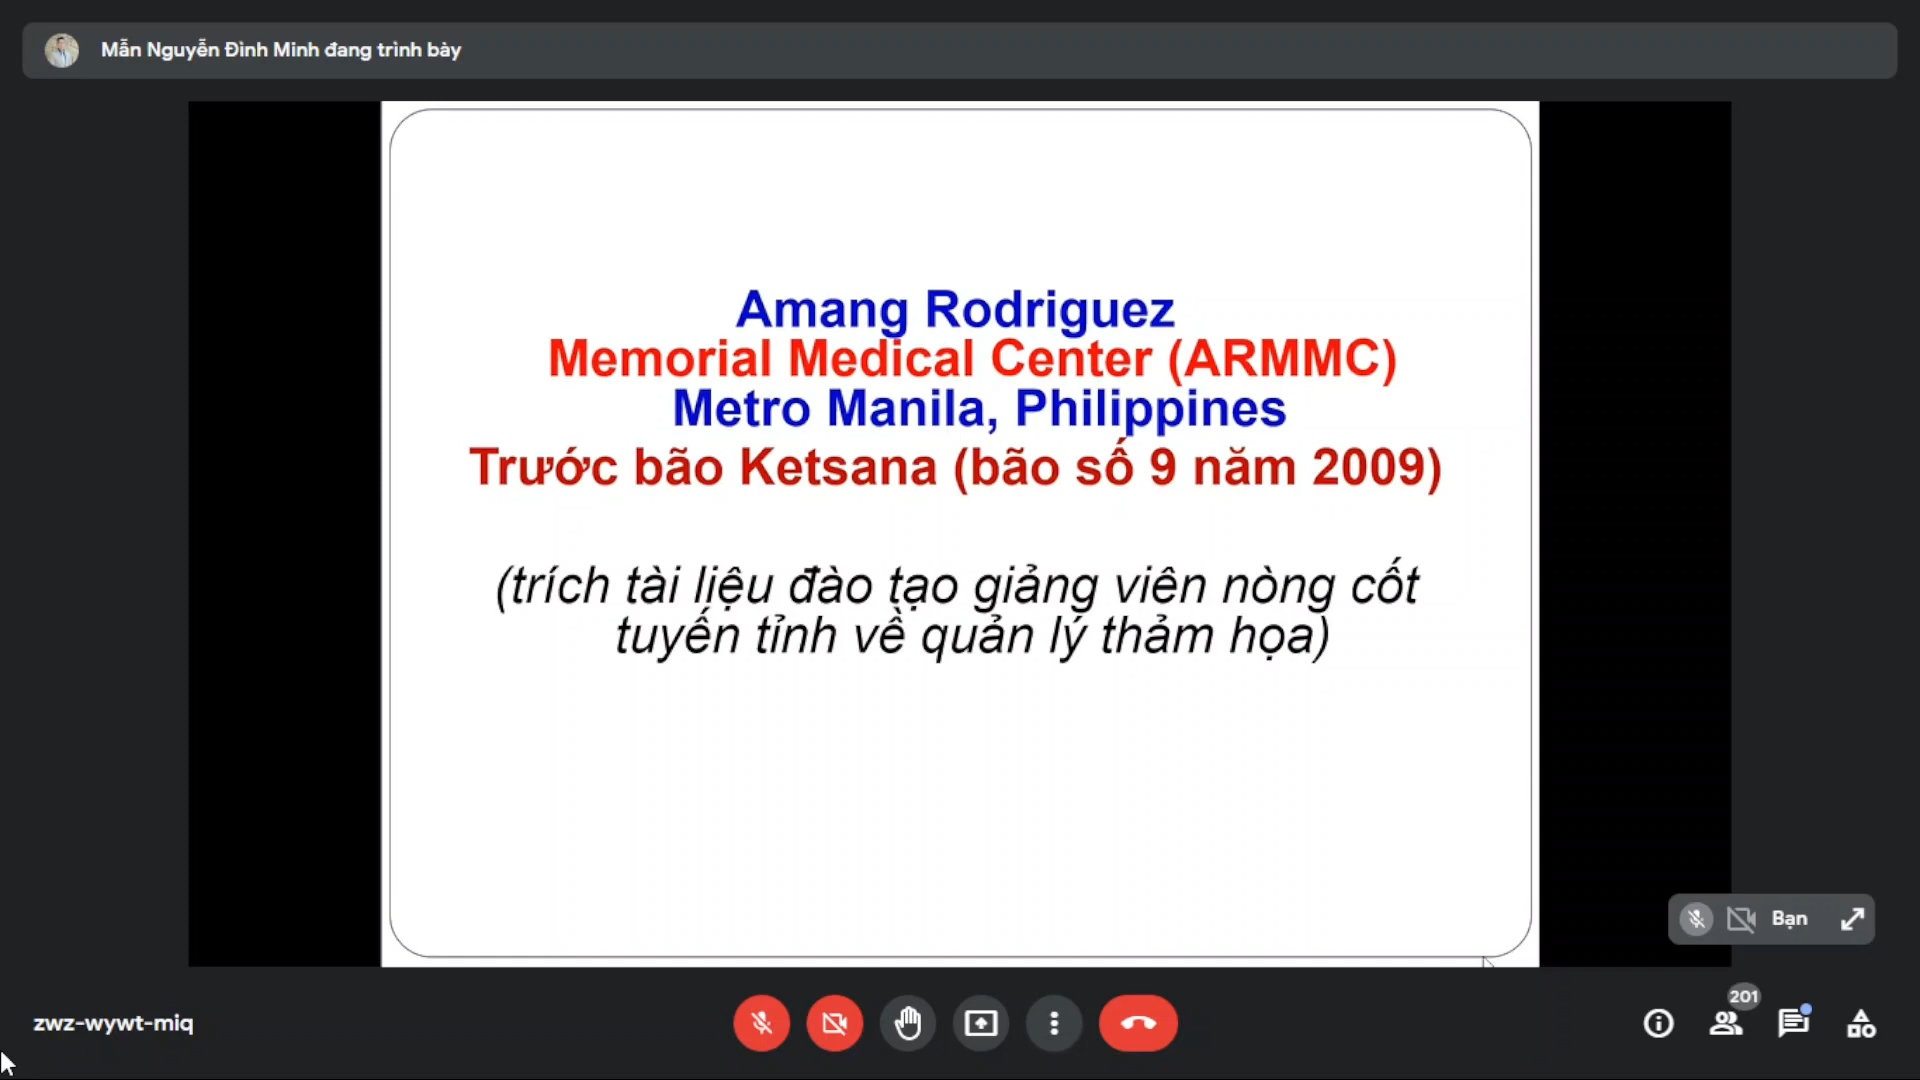 Mẫn Nguyễn Đình Minh đang trình bày
Amang Rodriguez
Memorial Medical Center (ARMMC)
Metro Manila, Philippines
Trước bão Ketsana (bão số 9 năm 2009)
(trích tài liệu đào tạo giảng viên nòng cốt
tuyến tỉnh về quản lý thảm họa)
Bạn
201
zwz-wywt-miq